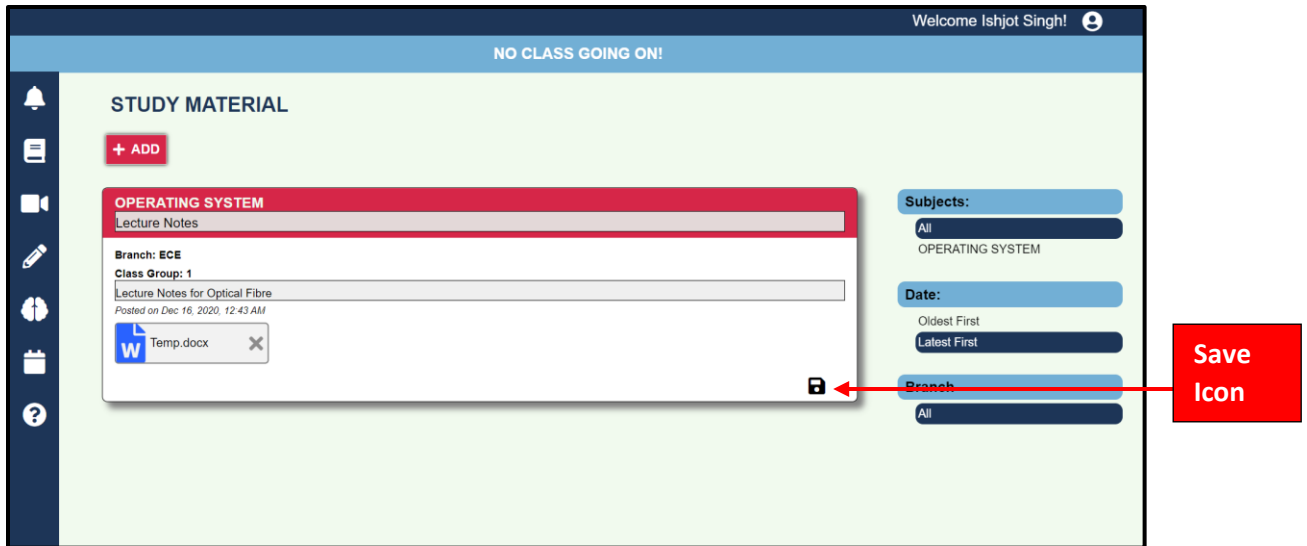 Welcome Ishjot Singh!
NO CLASS GOING ON!
STUDY MATERIAL
+ ADD
OPERATING SYSTEM
Lecture Notes
Branch: ECE
Class Group: 1
Lecture Notes for Optical Fibre
Posted on Dec 16, 2020, 12:43 AM
W Temp.docx
Subjects:
All
OPERATING SYSTEM
Date:
Oldest First
Latest First
Branch
All
Save
Icon